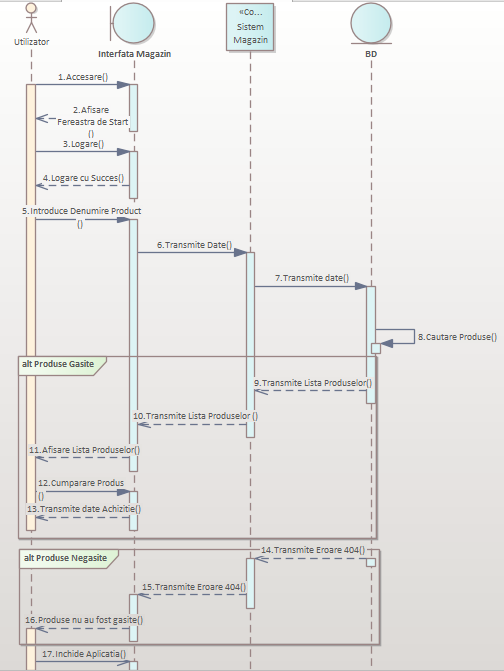 Utilizator
Interfata Magazin
«Co...
Sistem
Magazin
BD
1.Accesare()
2.Afisare
Fereastra de Start
()
3.Logare()
4.Logare cu Succes()
5.Introduce Denumire Product
()
6.Transmite Date()
7.Transmite date()
8.Cautare Produse()
alt Produse Gasite
9.Transmite Lista Produselor()
10.Transmite Lista Produselor ()
11.Afisare Lista Produselor()
12.Cumparare Produs
()
13.Transmite date Achizitie()
alt Produse Negasite
14.Transmite Eroare 404()
15.Transmite Eroare 404()
16.Produse nu au fost gasite()
17.Inchide Aplicatia()